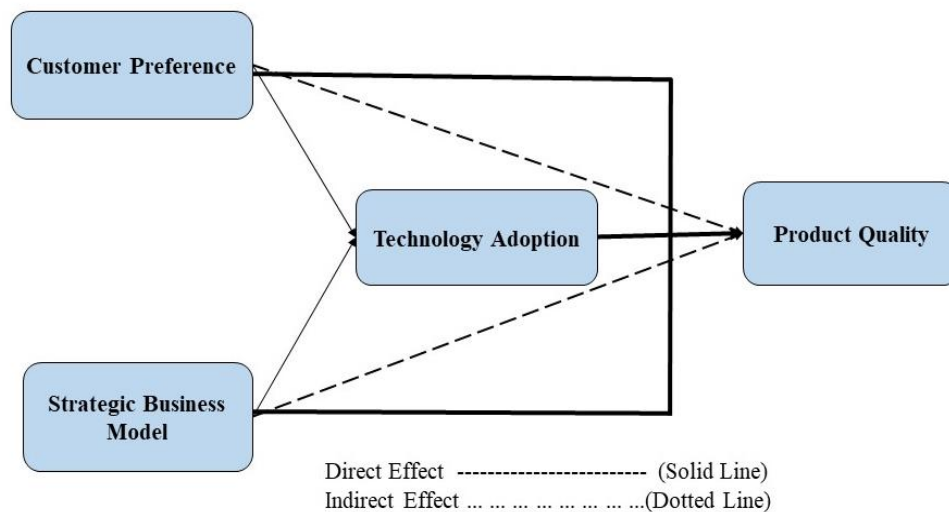 Customer Preference
Technology Adoption
Product Quality
Strategic Business
Model
Direct Effect -------------------------- (Solid Line)
Indirect Effect ... ... ... ... ... ... ... ...(Dotted Line)